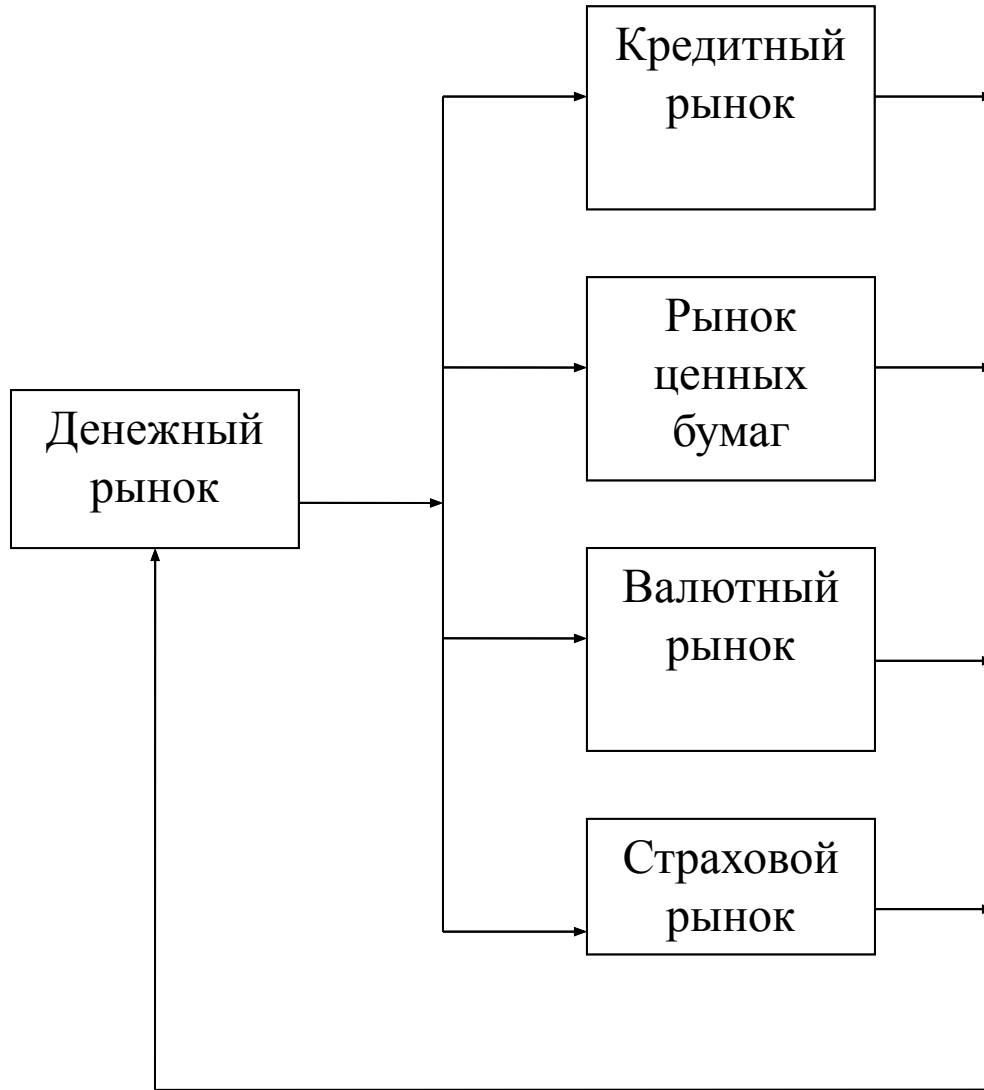 Кредитный
рынок
Рынок
ценных
бумаг
Денежный
рынок
Валютный
рынок
Страховой
рынок